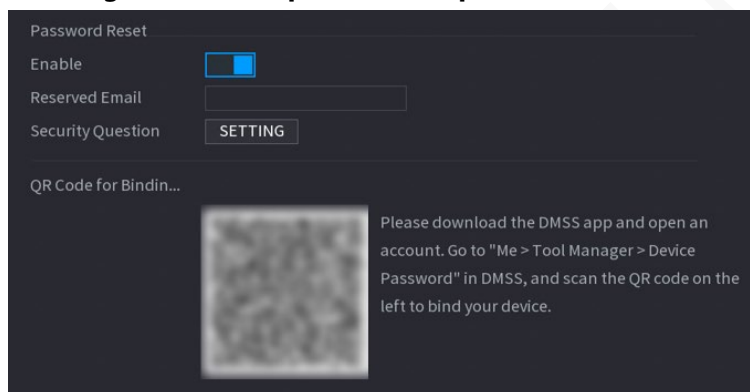 Password Reset
Enable
Reserved Email
Security Question SETTING
QR Code for Bindin...
Please download the DMSS app and open an
account. Go to "Me > Tool Manager > Device
Password" in DMSS, and scan the QR code on the
left to bind your device.